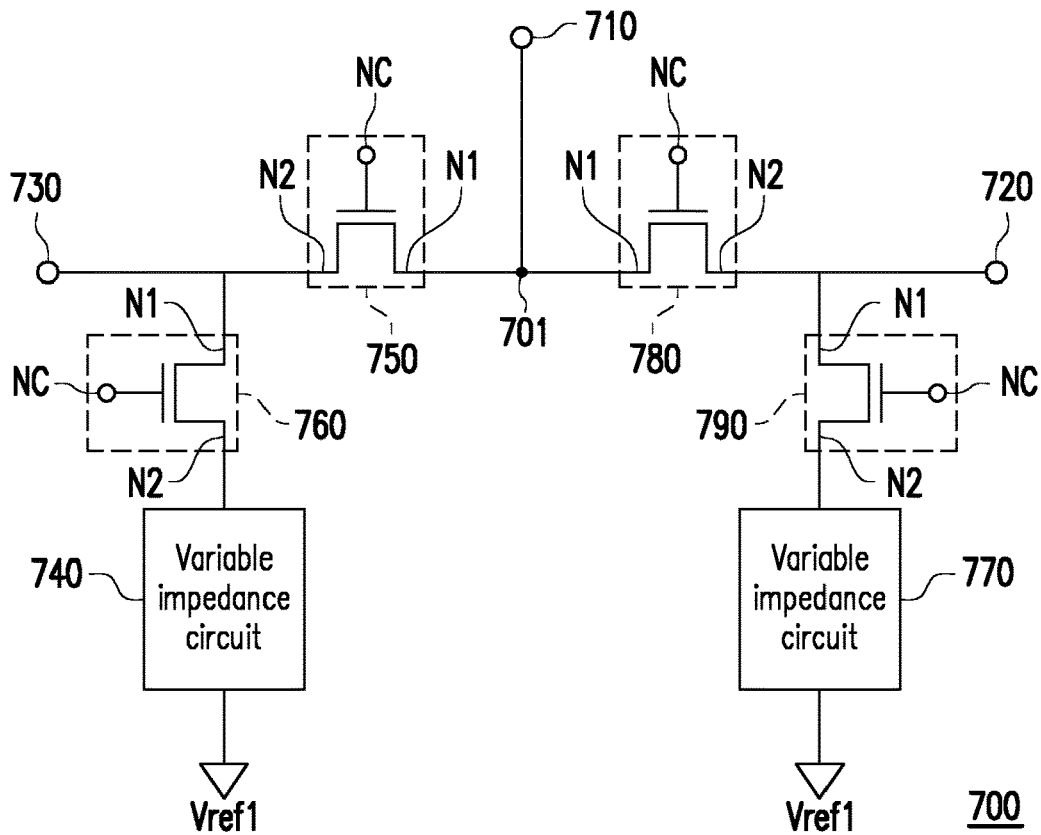 710
NC
NC
730
N2
N1
N1
N2
720
N1
750
701
780
N1
NC
760
790
NC
N2
N2
740
Variable
impedance
circuit
Variable
impedance
circuit
770
Vref1
Vref1
700